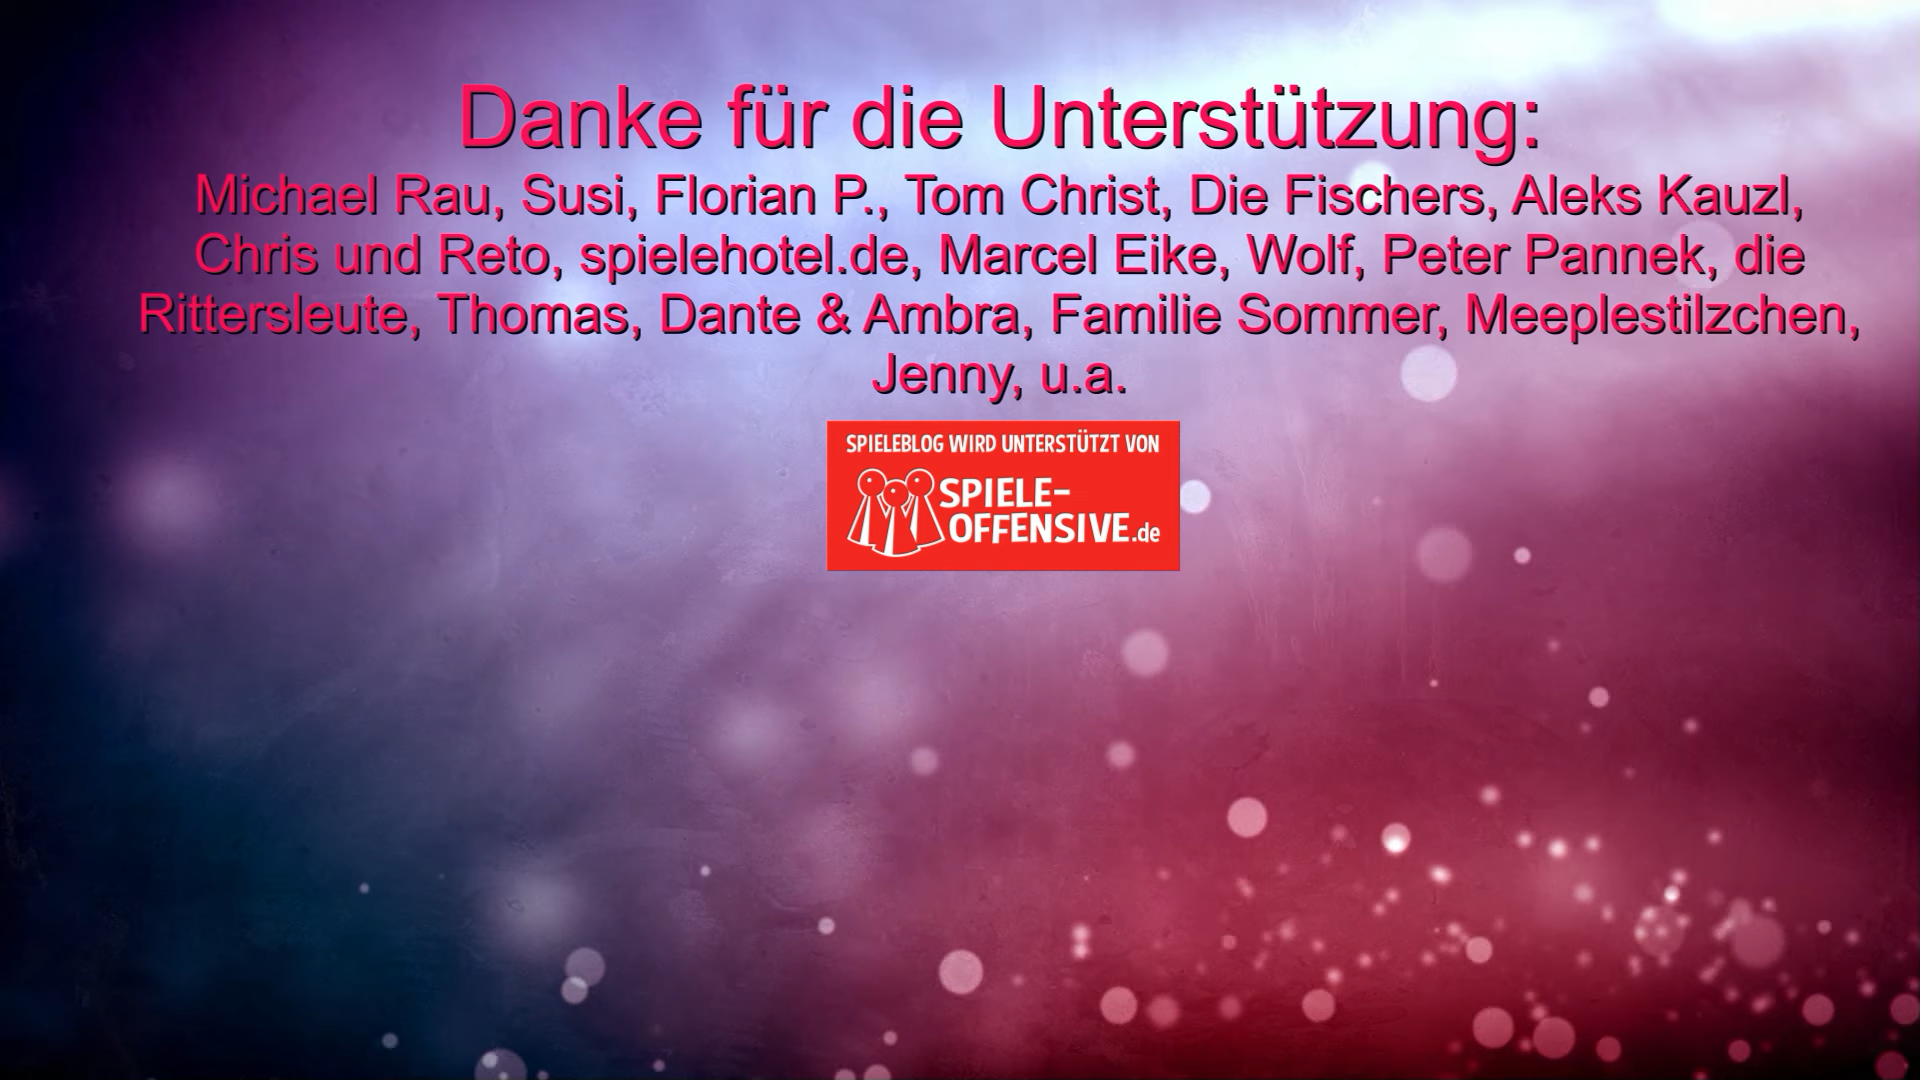 Danke für die Unterstützung:
Michael Rau, Susi, Florian P., Tom Christ, Die Fischers, Aleks Kauzl,
Chris und Reto, spielehotel.de, Marcel Eike, Wolf, Peter Pannek, die
Rittersleute, Thomas, Dante & Ambra, Familie Sommer, Meeplestilzchen,
Jenny, u.a.
SPIELEBLOG WIRD UNTERSTÜTZT VON
SPIELE-
OFFENSIVE.de